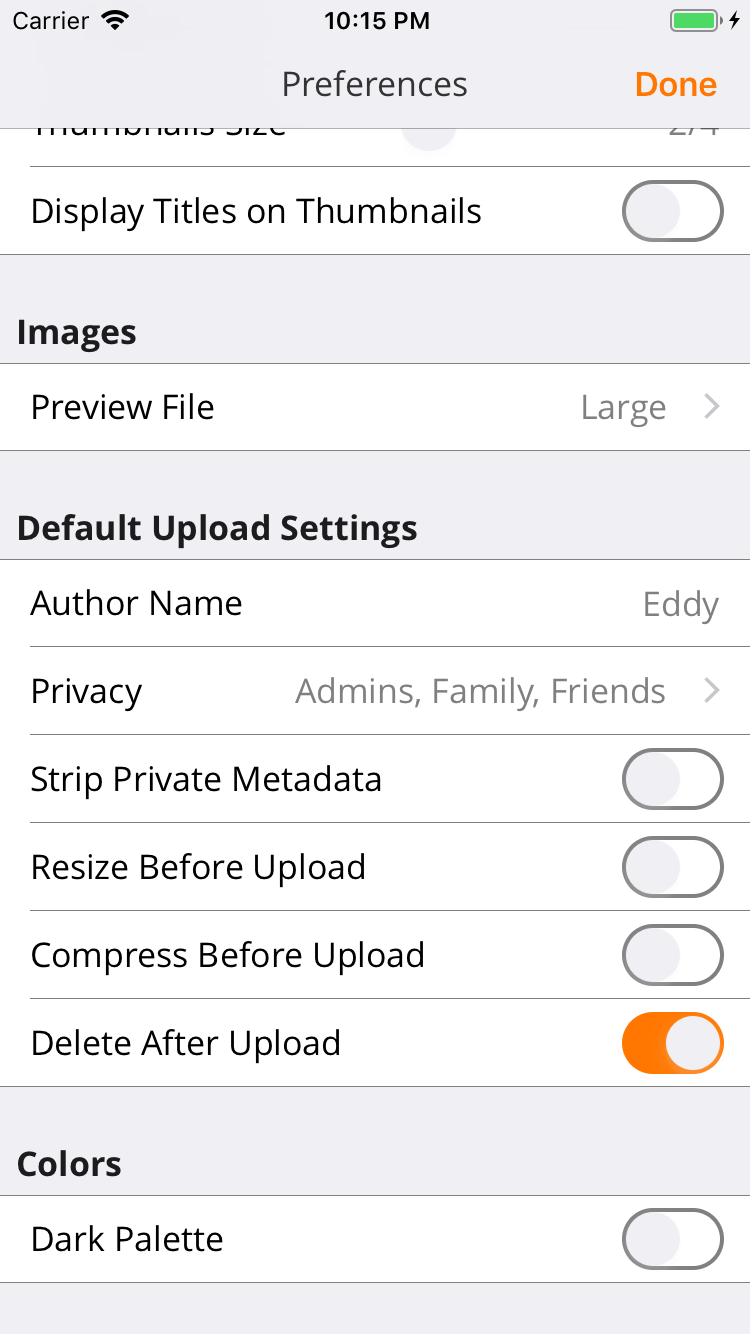 Carrier 10:15 PM
Preferences Done
Thumbnails Size 2/4
Display Titles on Thumbnails
Images
Preview File Large
Default Upload Settings
Author Name Eddy
Privacy Admins, Family, Friends
Strip Private Metadata
Resize Before Upload
Compress Before Upload
Delete After Upload
Colors
Dark Palette